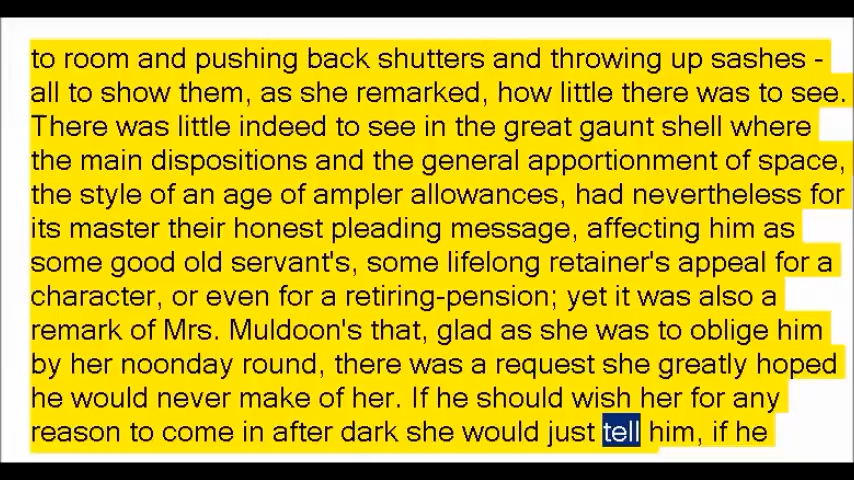 to room and pushing back shutters and throwing up sashes -
all to show them, as she remarked, how little there was to see.
There was little indeed to see in the great gaunt shell where
the main dispositions and the general apportionment of space,
the style of an age of ampler allowances, had nevertheless for
its master their honest pleading message, affecting him as
some good old servant's, some lifelong retainer's appeal for a
character, or even for a retiring-pension; yet it was also a
remark of Mrs. Muldoon's that, glad as she was to oblige him
by her noonday round, there was a request she greatly hoped
he would never make of her. If he should wish her for any
reason to come in after dark she would just tell him, if he